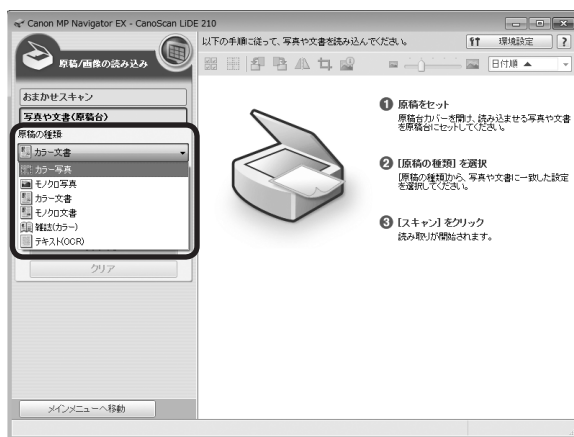 Canon MP Navigator EX - CanoScan LiDE 210
原稿/画像の読み込み
以下の手順に従って、写真や文書を読み込んでください。
環境設定
?
日付順 ▲
おまかせスキャン
写真や文書(原稿台)
原稿の種類
カラー文書
カラー写真
モノクロ写真
カラー文書
モノクロ文書
雑誌(カラー)
テキスト(OCR)
クリア
メインメニューへ移動
❶ 原稿をセット
原稿台カバーを開け、読み込ませる写真や文書
を原稿台にセットしてください。
❷ [原稿の種類] を選択
[原稿の種類]から、写真や文書に一致した設定
を選択してください。
❸ [スキャン] をクリック
読み取りが開始されます。